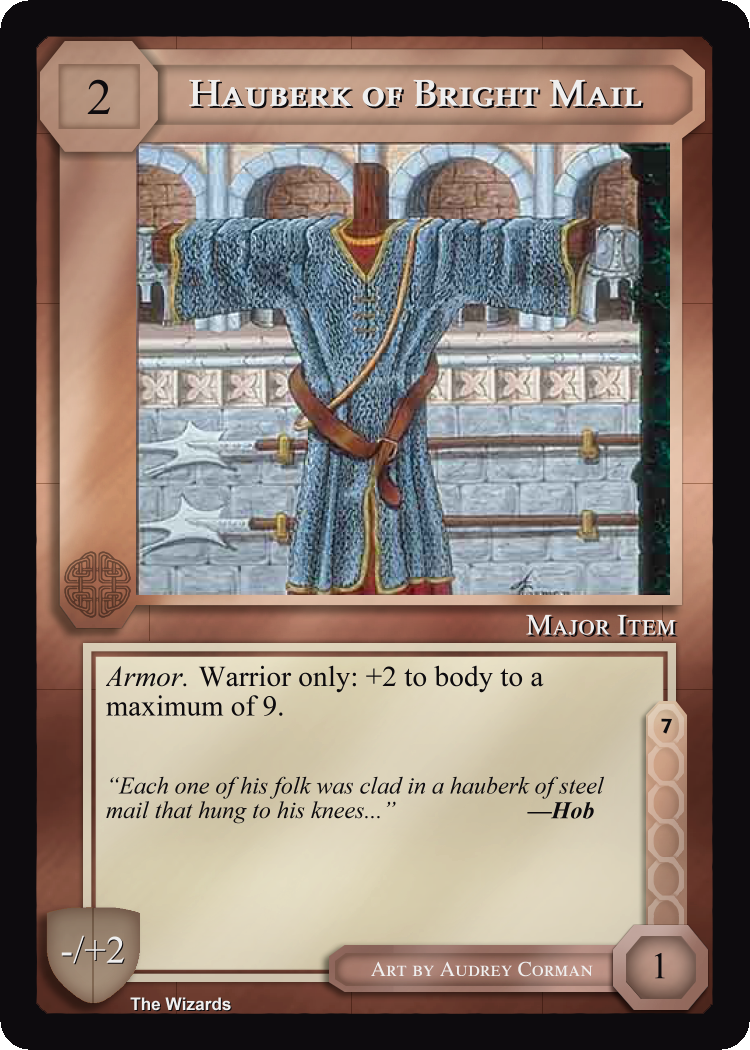 2
Hauberk of Bright Mail
Major Item
Armor. Warrior only: +2 to body to a
maximum of 9.
7
“Each one of his folk was clad in a hauberk of steel
mail that hung to his knees...” —Hob
-/+2
Art by Audrey Corman
1
The Wizards